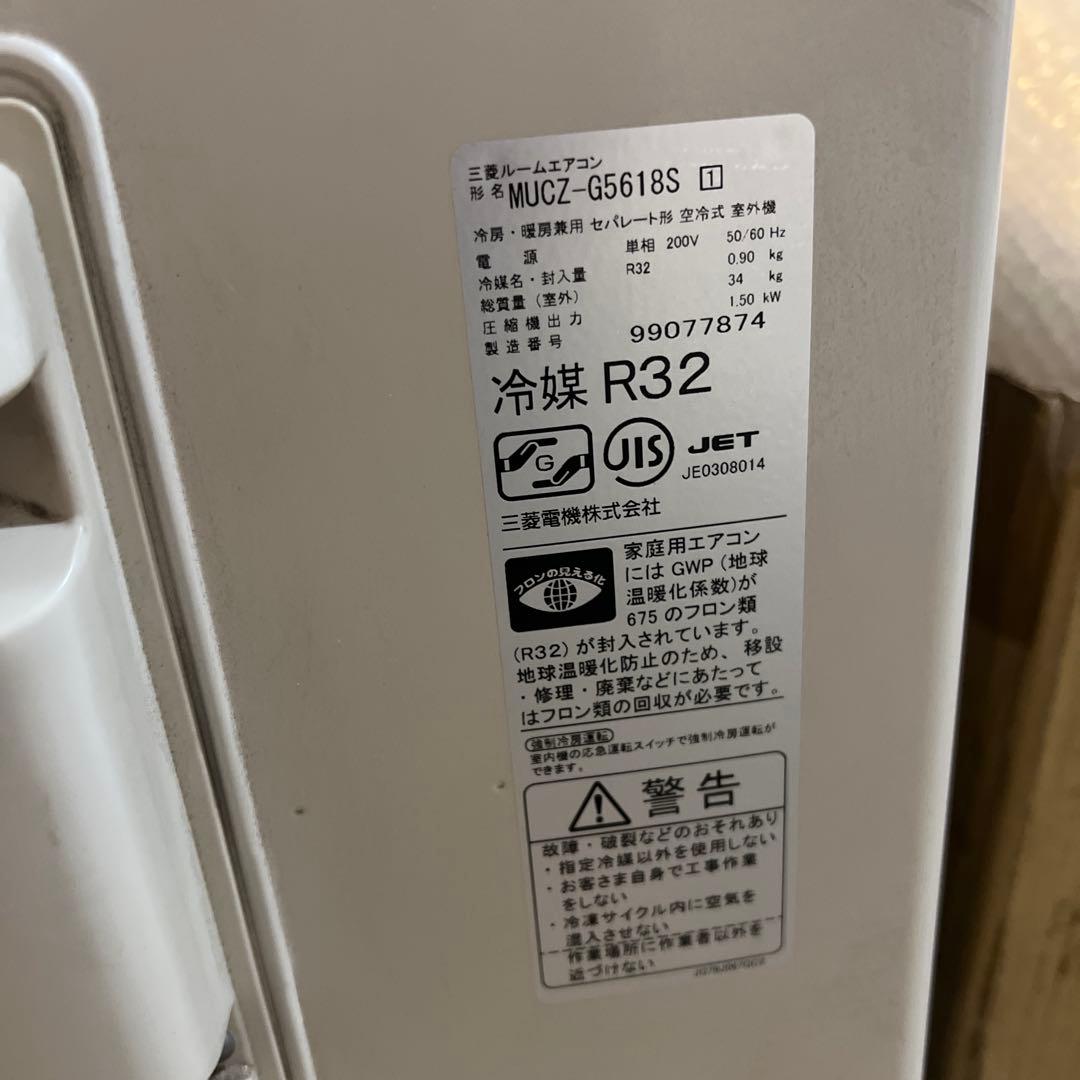 三菱ルームエアコン
形名 MUCZ-G5618S 1
冷房・暖房兼用 セパレート形 空冷式 室外機
電源 単相 200V 50/60 Hz
冷媒名・封入量 R32 0.90 kg
総質量（室外） 34 kg
圧縮機出力 1.50 kW
製造番号 99077874
冷媒 R32
G JIS JET
JE0308014
三菱電機株式会社
フロンの見える化
家庭用エアコン
には GWP（地球
温暖化係数)が
675 のフロン類
(R32) が封入されています。
地球温暖化防止のため、移設
・修理・廃棄などにあたって
はフロン類の回収が必要です。
強制冷房運転
室内機の応急運転スイッチで強制冷房運転が
できます。
警告
故障・破裂などのおそれあり
・指定冷媒以外を使用しない
・お客さま自身で工事作業
をしない
・冷凍サイクル内に空気を
混入させない
・作業場所に作業者以外を
近づけない